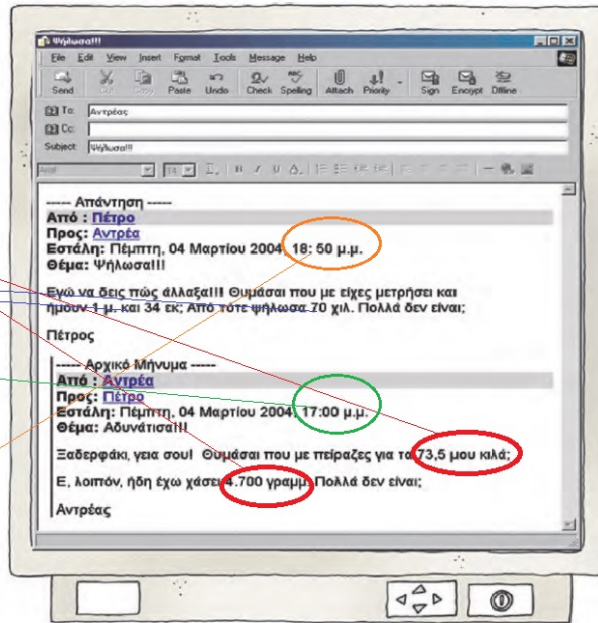 Ψήλωσα!!!
File Edit View Insert Format Tools Message Help
Send Cut Copy Paste Undo Check Spelling Attach Priority Sign Encrypt Offline
To: Αντρέας
Cc:
Subject: Ψήλωσα!!!
Arial 14 B I U A
----- Απάντηση -----
Από : Πέτρο
Προς: Αντρέα
Εστάλη: Πέμπτη, 04 Μαρτίου 2004, 18: 50 μ.μ.
Θέμα: Ψήλωσα!!!
Εγώ να δεις πώς άλλαξα!!! Θυμάσαι που με είχες μετρήσει και
ήμουν 1 μ. και 34 εκ; Από τότε ψήλωσα 70 χιλ. Πολλά δεν είναι;
Πέτρος
----- Αρχικό Μήνυμα -----
Από : Αντρέα
Προς: Πέτρο
Εστάλη: Πέμπτη, 04 Μαρτίου 2004, 17:00 μ.μ.
Θέμα: Αδυνάτισα!!!
Ξαδερφάκι, γεια σου! Θυμάσαι που με πείραζες για τα 73,5 μου κιλά;
Ε, λοιπόν, ήδη έχω χάσει 4.700 γραμμ. Πολλά δεν είναι;
Αντρέας